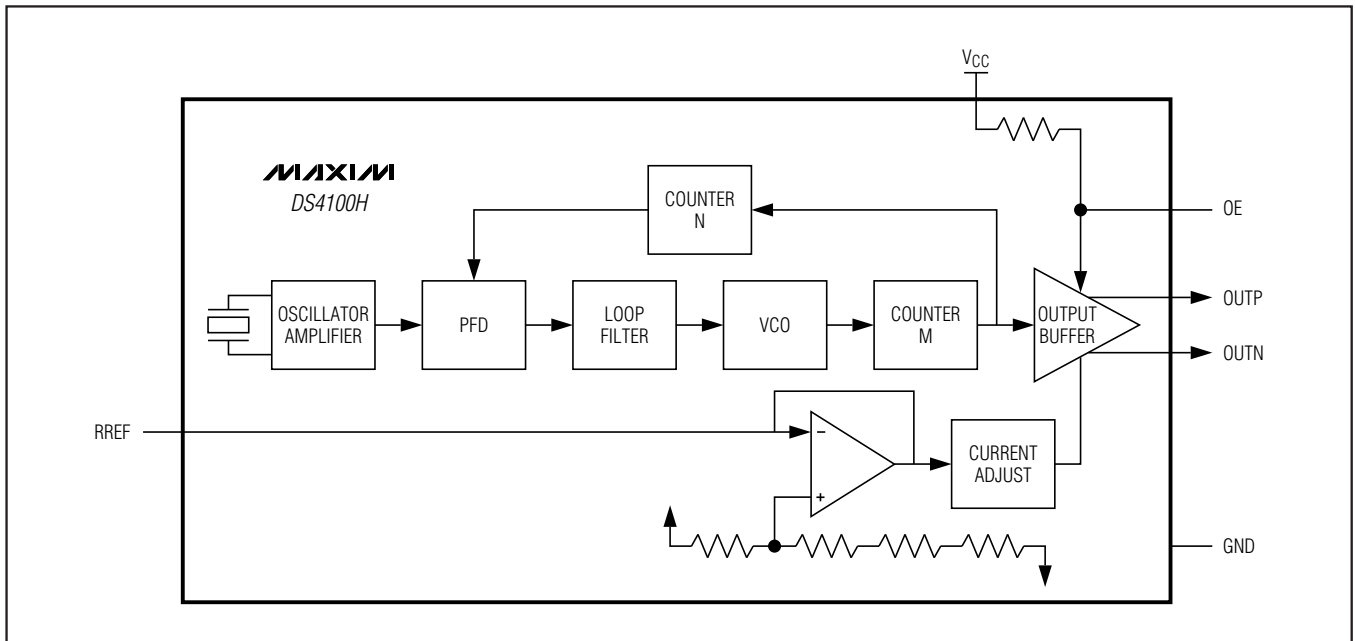 VCC
MAXIM
DS4100H
COUNTER
N
OE
OSCILLATOR
AMPLIFIER
PFD
LOOP
FILTER
VCO
COUNTER
M
OUTPUT
BUFFER
OUTP
OUTN
RREF
−
+
CURRENT
ADJUST
GND